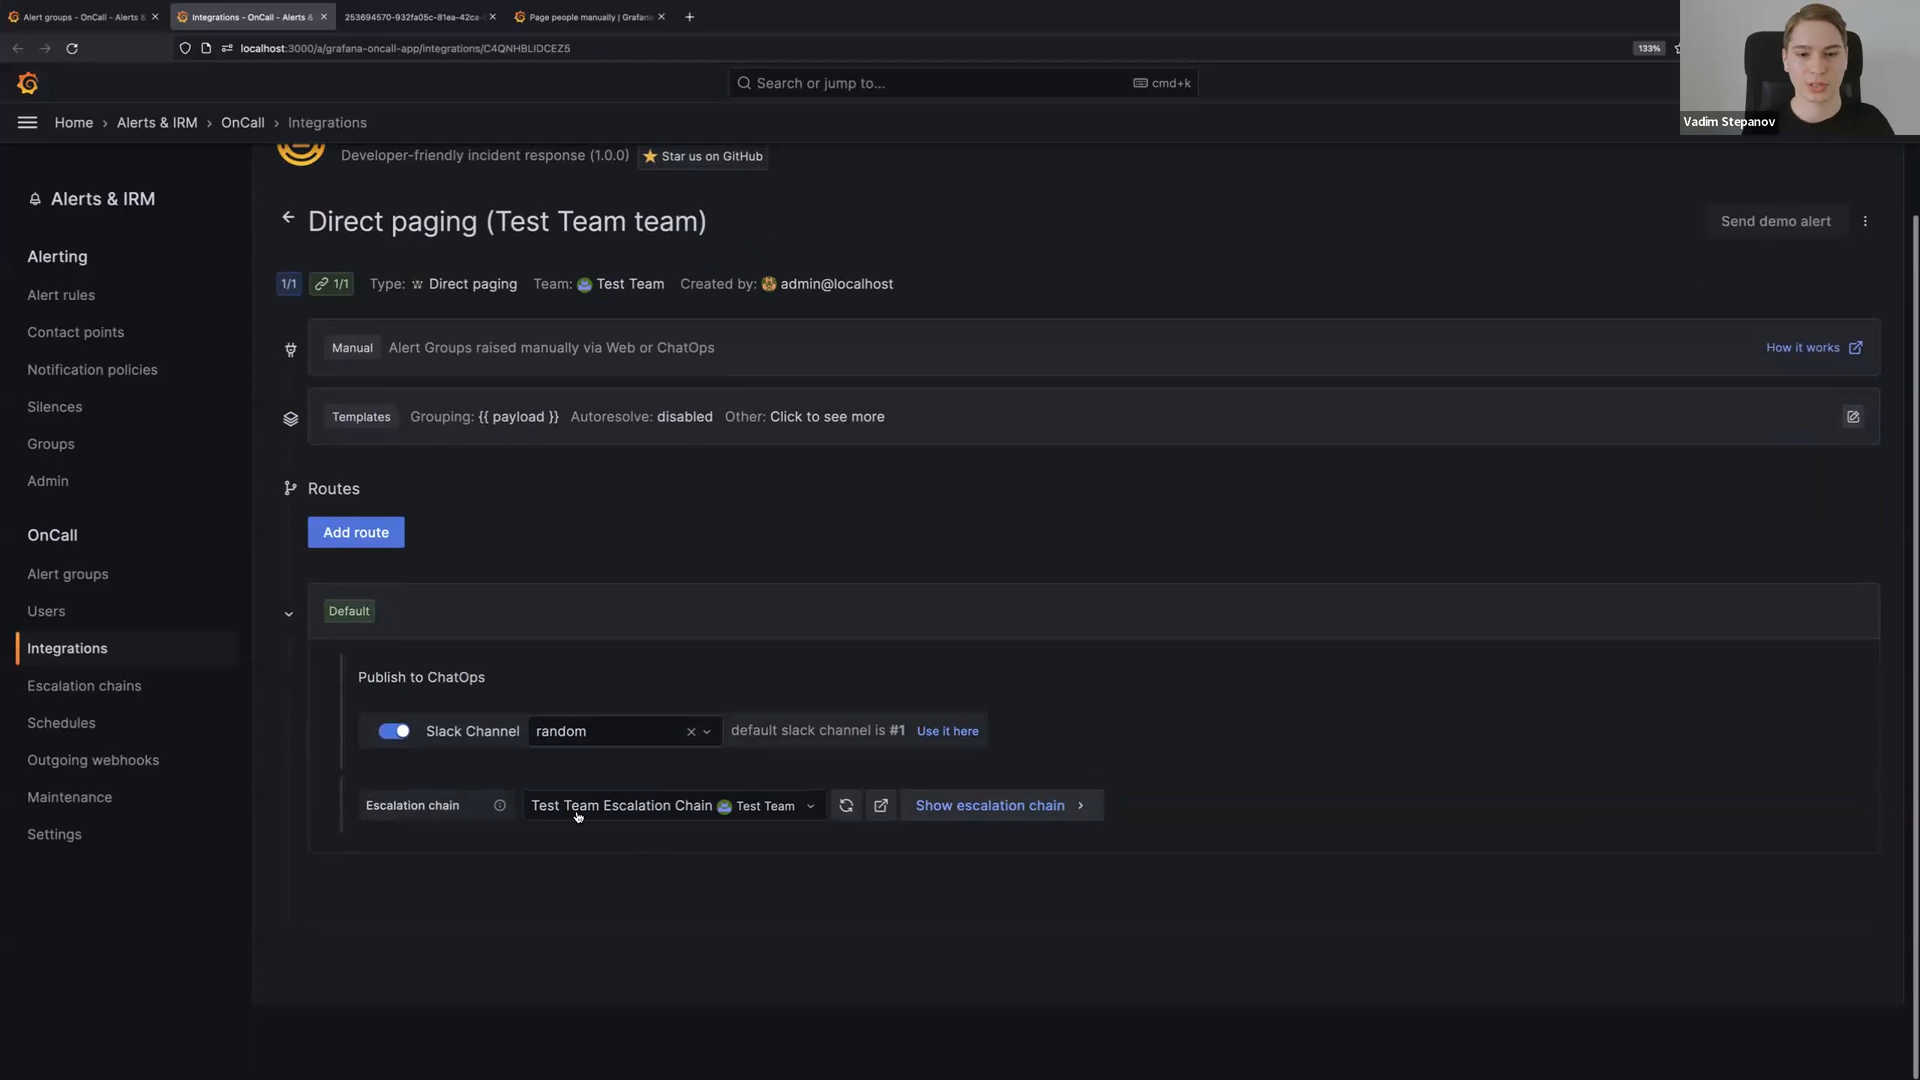 Alert groups - OnCall - Alerts &
Integrations - OnCall - Alerts &
253694570-932fa05c-81ea-42ca-
Page people manually | Grafana
localhost:3000/a/grafana-oncall-app/integrations/C4QNHBLIDCEZ5
133%
Search or jump to...
cmd+k
Vadim Stepanov
Home › Alerts & IRM › OnCall › Integrations
Developer-friendly incident response (1.0.0)
Star us on GitHub
Alerts & IRM
Alerting
Alert rules
Contact points
Notification policies
Silences
Groups
Admin
OnCall
Alert groups
Users
Integrations
Escalation chains
Schedules
Outgoing webhooks
Maintenance
Settings
Direct paging (Test Team team)
Send demo alert
1/1 1/1 Type: Direct paging Team: Test Team Created by: admin@localhost
Manual Alert Groups raised manually via Web or ChatOps How it works
Templates Grouping: {{ payload }} Autoresolve: disabled Other: Click to see more
Routes
Add route
Default
Publish to ChatOps
Slack Channel random default slack channel is #1 Use it here
Escalation chain Test Team Escalation Chain Test Team Show escalation chain